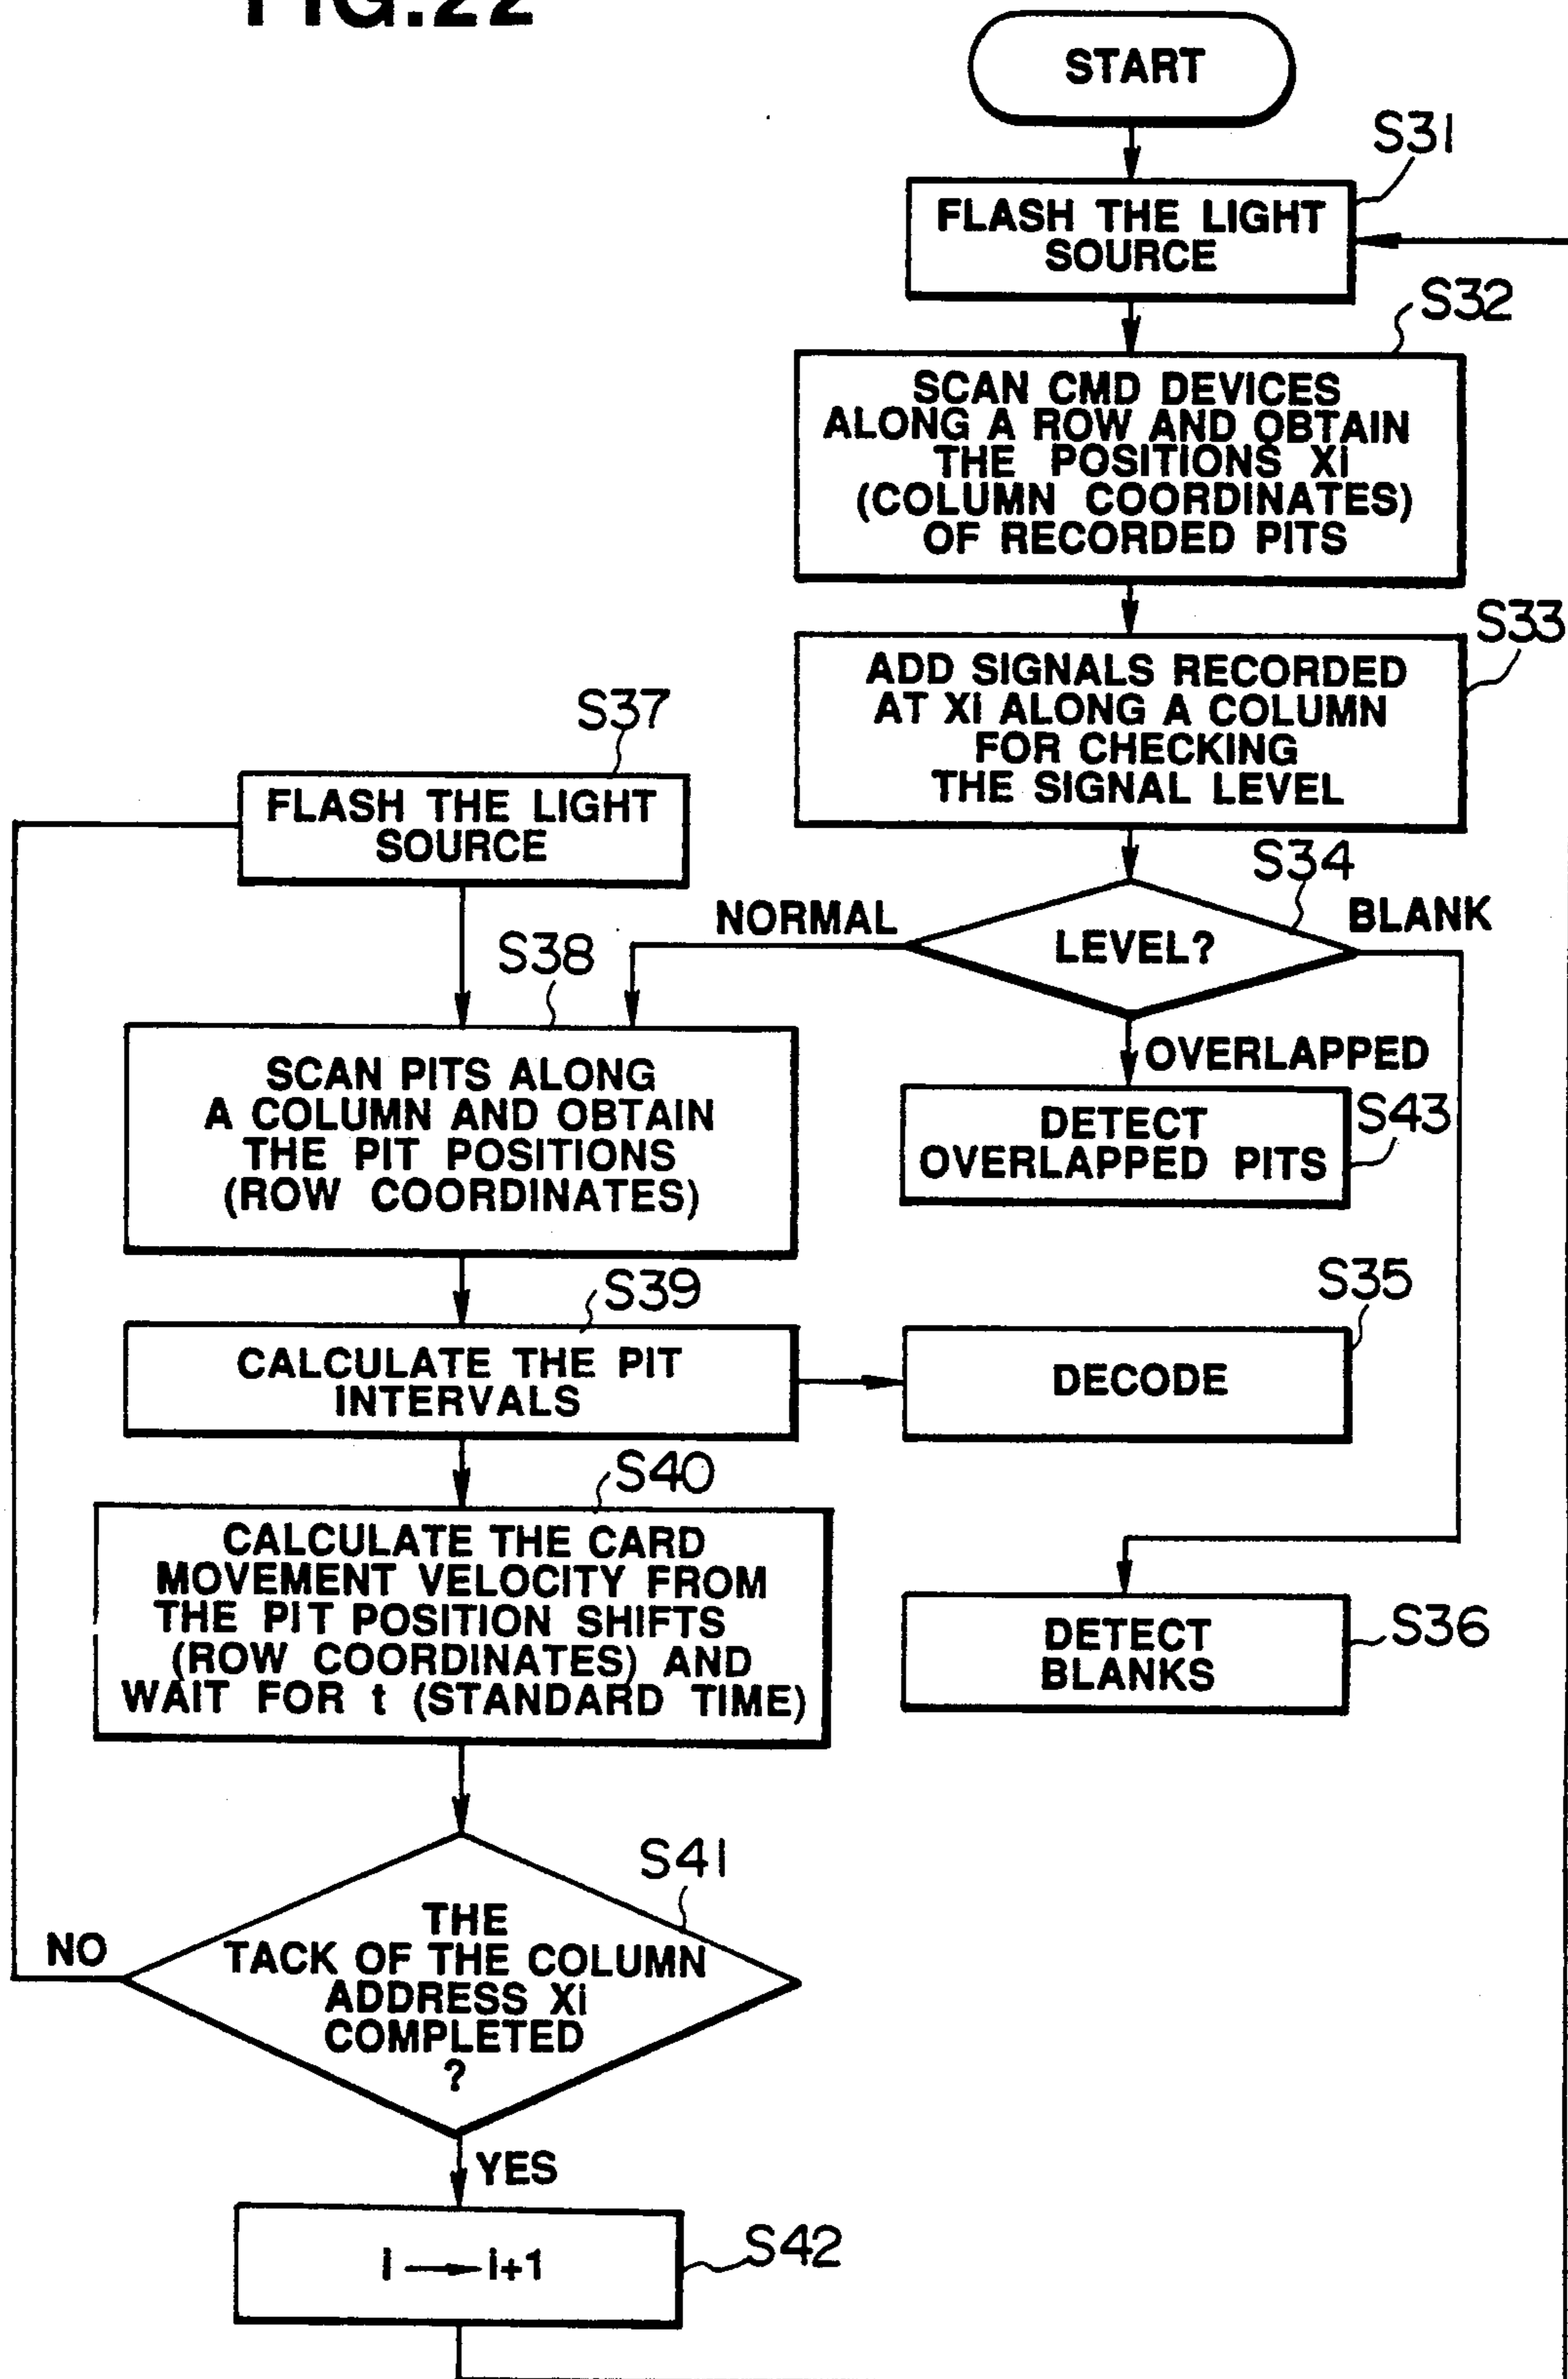 FIG.22
START
S31
FLASH THE LIGHT
SOURCE
S32
SCAN CMD DEVICES
ALONG A ROW AND OBTAIN
THE POSITIONS Xi
(COLUMN COORDINATES)
OF RECORDED PITS
S33
ADD SIGNALS RECORDED
AT Xi ALONG A COLUMN
FOR CHECKING
THE SIGNAL LEVEL
S37
FLASH THE LIGHT
SOURCE
S34
NORMAL
LEVEL?
BLANK
S38
OVERLAPPED
SCAN PITS ALONG
A COLUMN AND OBTAIN
THE PIT POSITIONS
(ROW COORDINATES)
DETECT
OVERLAPPED PITS
S43
S39
CALCULATE THE PIT
INTERVALS
S35
DECODE
S40
CALCULATE THE CARD
MOVEMENT VELOCITY FROM
THE PIT POSITION SHIFTS
(ROW COORDINATES) AND
WAIT FOR t (STANDARD TIME)
DETECT
BLANKS
S36
S41
THE
TACK OF THE COLUMN
ADDRESS Xi
COMPLETED
?
NO
YES
i → i+1
S42